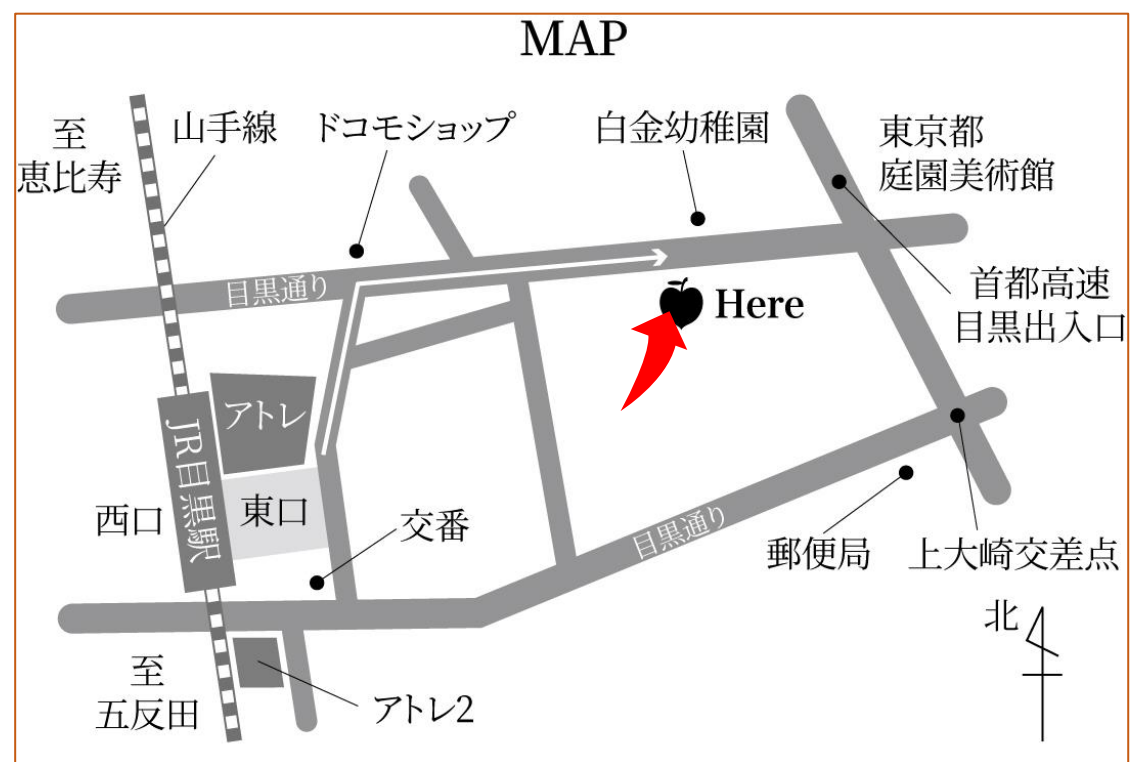 MAP
至
恵比寿
山手線
ドコモショップ
白金幼稚園
東京都
庭園美術館
目黒通り
Here
首都高速
目黒出入口
アトレ
JR目黒駅
西口
東口
交番
目黒通り
郵便局
上大崎交差点
北
至
五反田
アトレ2